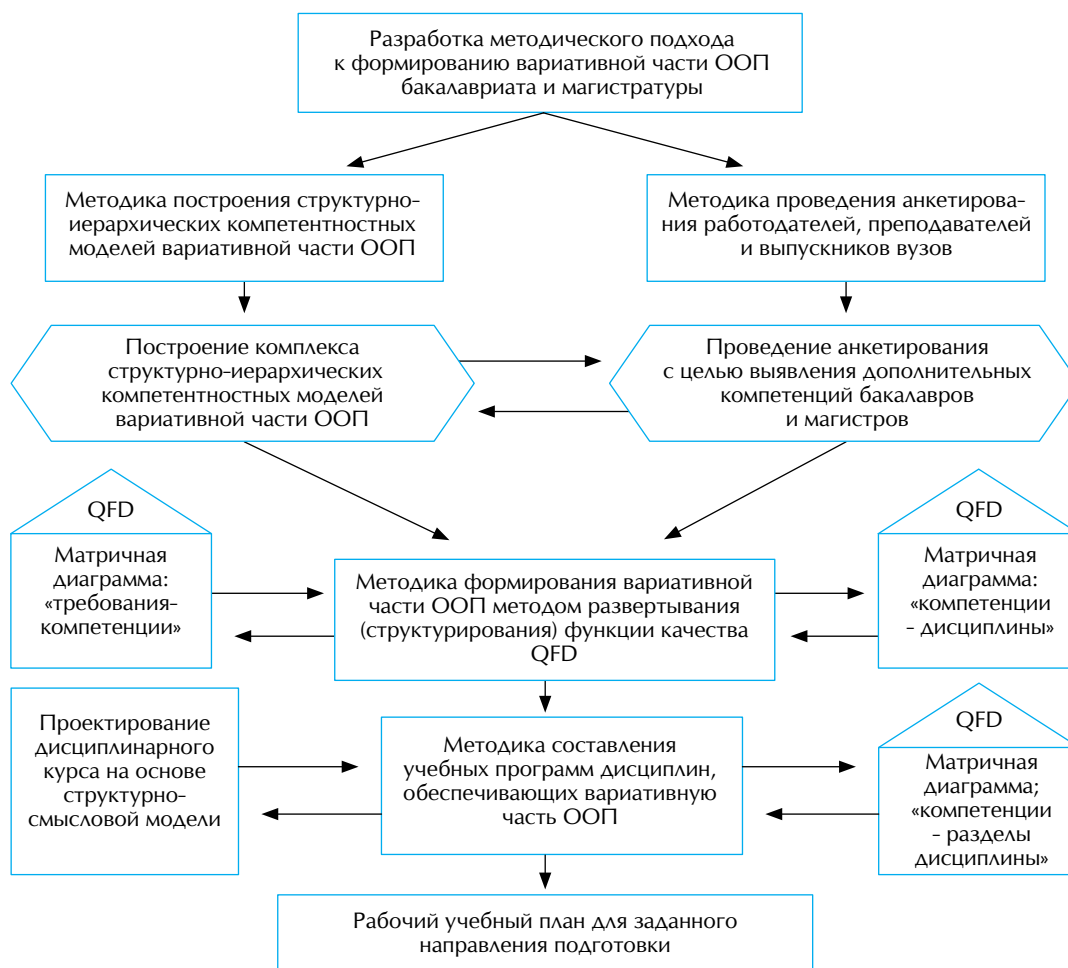 Разработка методического подхода
к формированию вариативной части ООП
бакалавриата и магистратуры
Методика построения структурно-
иерархических компетентностных
моделей вариативной части ООП
Методика проведения анкетирова-
ния работодателей, преподавателей
и выпускников вузов
Построение комплекса
структурно-иерархических
компетентностных моделей
вариативной части ООП
Проведение анкетирования
с целью выявления дополнительных
компетенций бакалавров
и магистров
QFD
Матричная
диаграмма:
«требования-
компетенции»
Методика формирования вариативной
части ООП методом развертывания
(структурирования) функции качества
QFD
QFD
Матричная
диаграмма:
«компетенции
– дисциплины»
Проектирование
дисциплинарного
курса на основе
структурно-
смысловой модели
Методика составления
учебных программ дисциплин,
обеспечивающих вариативную
часть ООП
QFD
Матричная
диаграмма;
«компетенции
– разделы
дисциплины»
Рабочий учебный план для заданного
направления подготовки